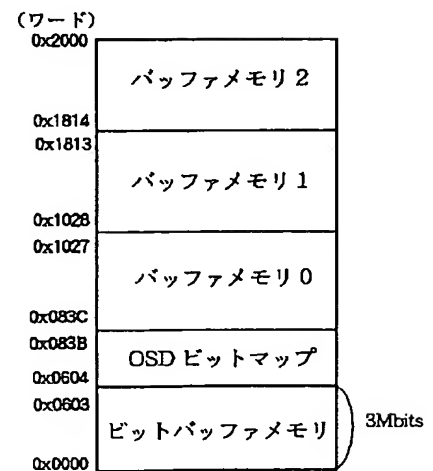 （ワード）
0x2000
バッファメモリ2
0x1814
0x1813
バッファメモリ1
0x1028
0x1027
バッファメモリ0
0x083C
0x083B
OSDビットマップ
0x0604
0x0603
ビットバッファメモリ
3Mbits
0x0000